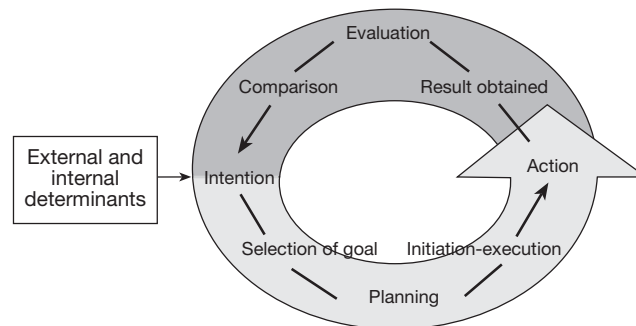 Evaluation
Comparison
Result obtained
External and
internal
determinants
Intention
Action
Selection of goal
Initiation-execution
Planning